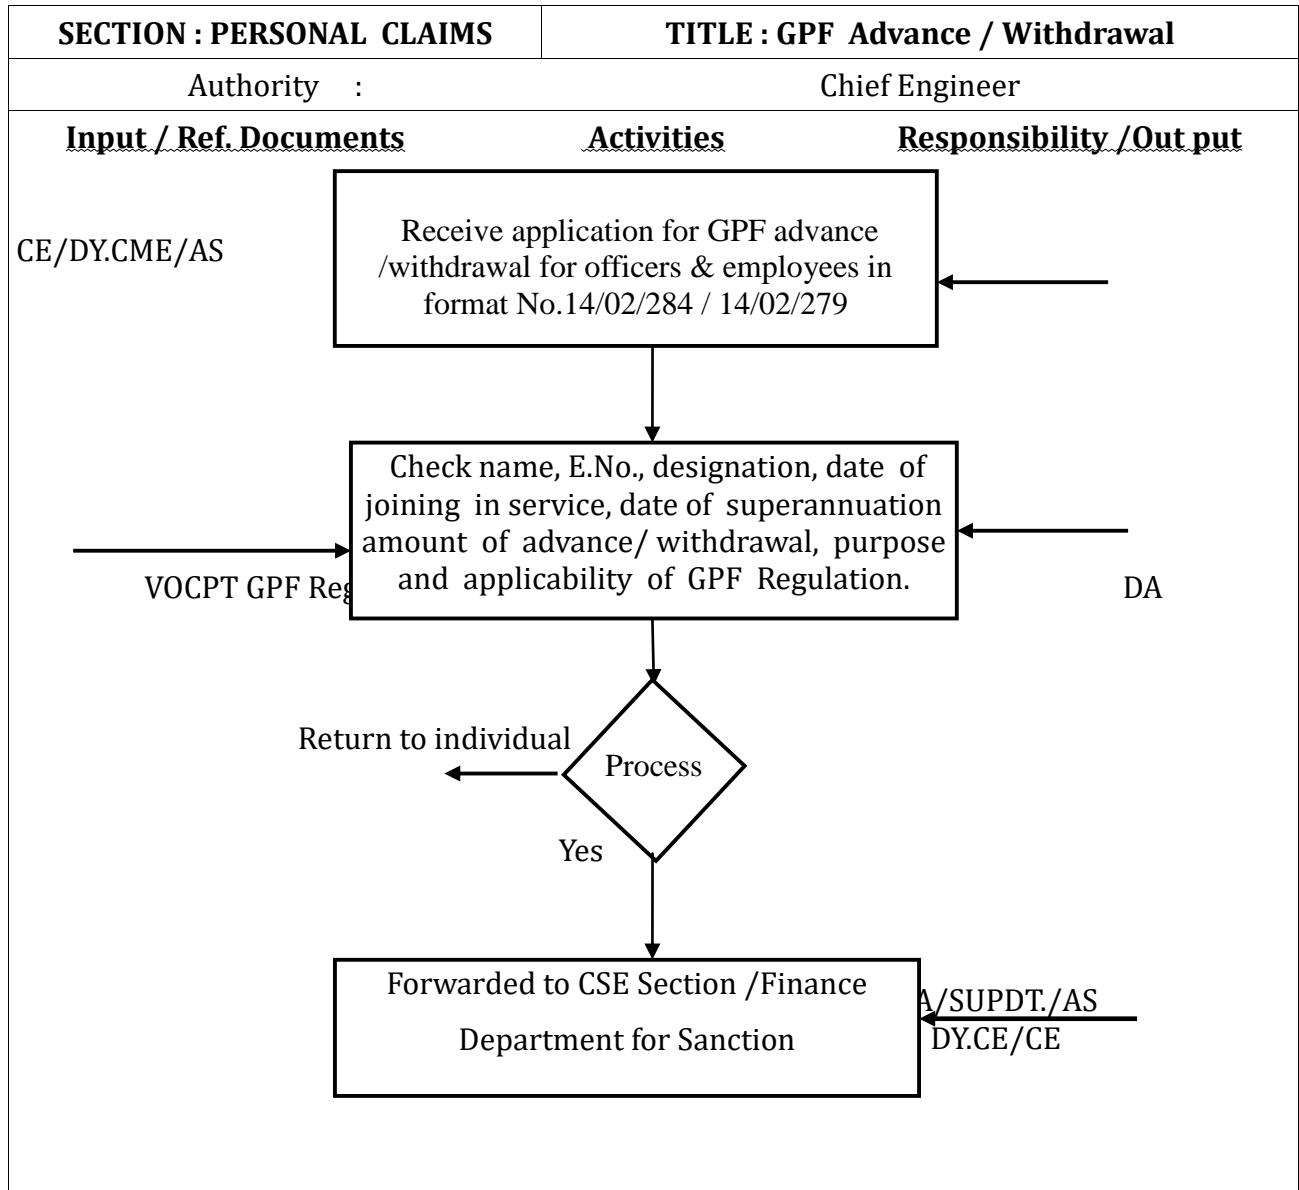 SECTION : PERSONAL CLAIMS
TITLE : GPF Advance / Withdrawal
Authority :
Chief Engineer
Input / Ref. Documents
Activities
Responsibility /Out put
CE/DY.CME/AS
Receive application for GPF advance
/withdrawal for officers & employees in
format No.14/02/284 / 14/02/279
Check name, E.No., designation, date of
joining in service, date of superannuation
amount of advance/ withdrawal, purpose
and applicability of GPF Regulation.
VOCPT GPF
DA
Return to individual
Process
Yes
Forwarded to CSE Section /Finance
Department for Sanction
/SUPDT./AS
DY.CE/CE